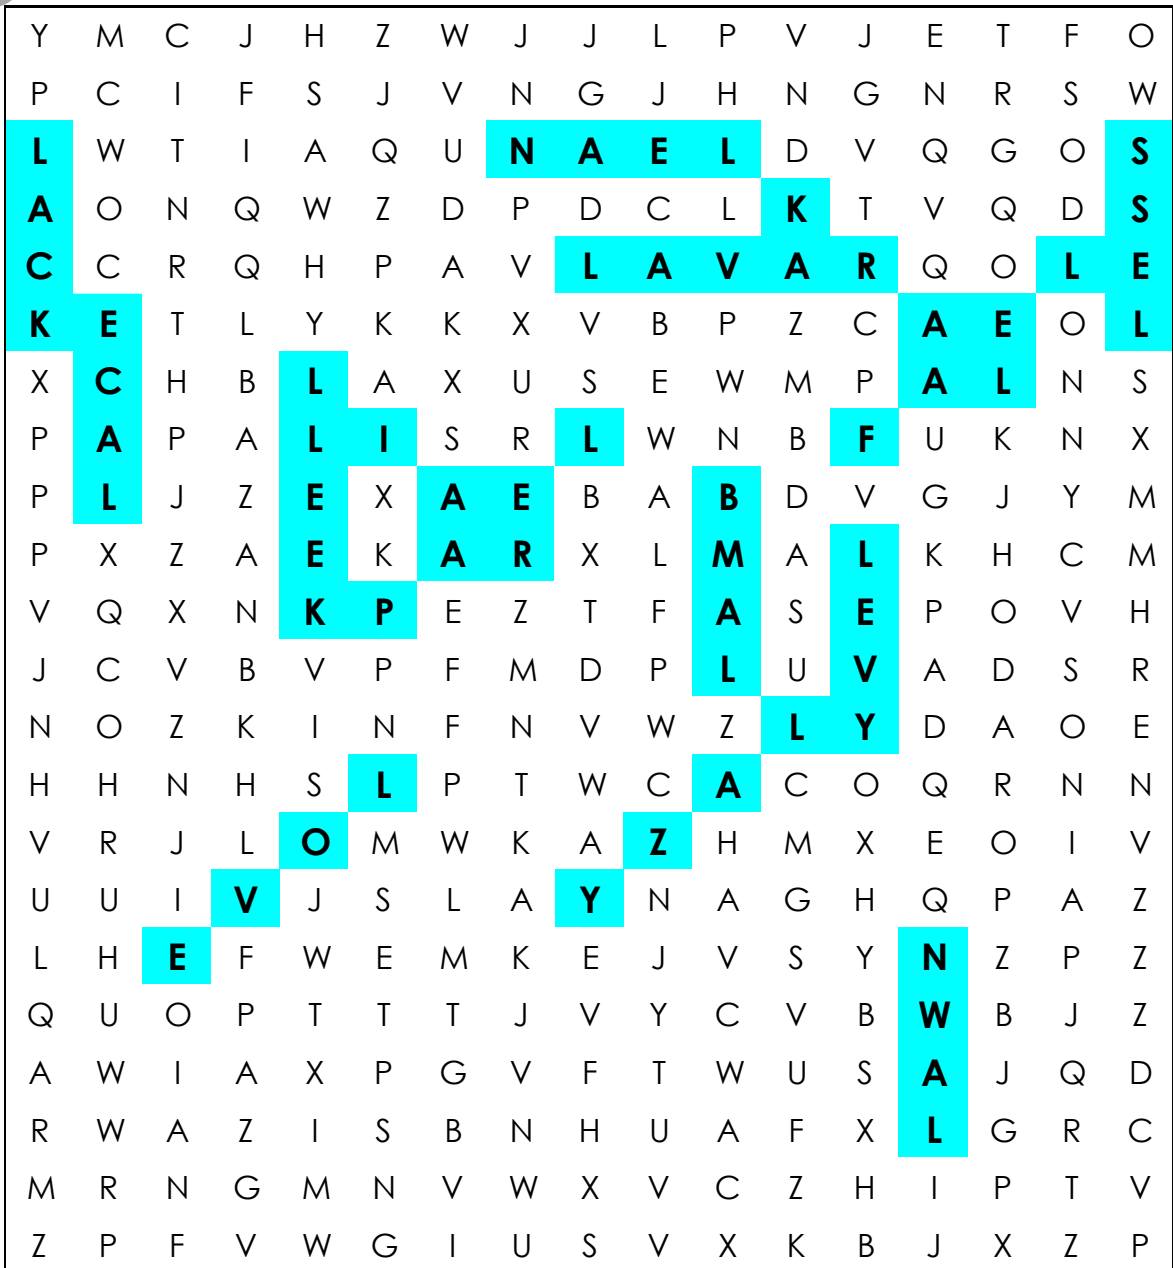 Y M C J H Z W J J L P V J E T F O
P C I F S J V N G J H N G N R S W
L W T I A Q U N A E L D V Q G O S
A O N Q W Z D P D C L K T V Q D S
C C R Q H P A V L A V A R Q O L E
K E T L Y K K X V B P Z C A E O L
X C H B L A X U S E W M P A L N S
P A P A L I S R L W N B F U K N X
P L J Z E X A E B A B D V G J Y M
P X Z A E K A R X L M A L K H C M
V Q X N K P E Z T F A S E P O V H
J C V B V P F M D P L U V A D S R
N O Z K I N F N V W Z L Y D A O E
H H N H S L P T W C A C O Q R N N
V R J L O M W K A Z H M X E O I V
U U I V J S L A Y N A G H Q P A Z
L H E F W E M K E J V S Y N Z P Z
Q U O P T T T J V Y C V B W B J Z
A W I A X P G V F T W U S A J Q D
R W A Z I S B N H U A F X L G R C
M R N G M N V W X V C Z H I P T V
Z P F V W G I U S V X K B J X Z P